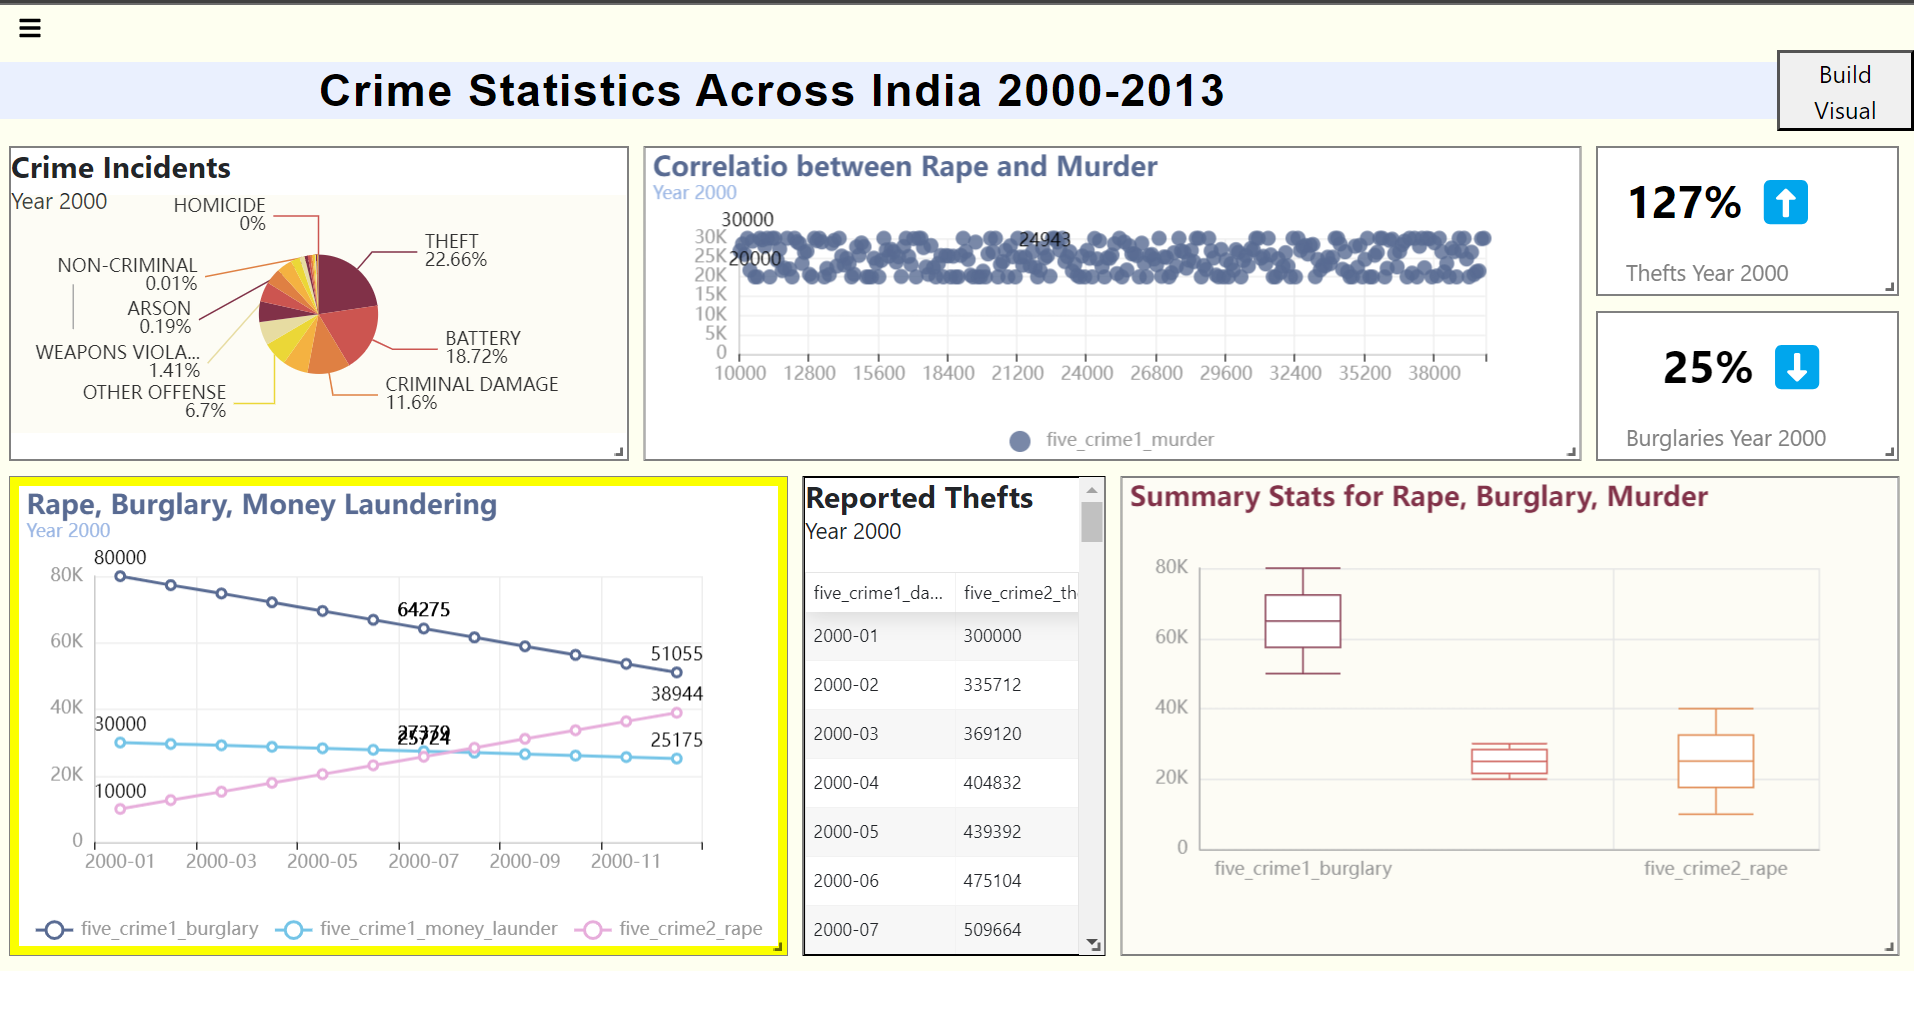 Crime Statistics Across India 2000-2013
Build
Visual
Crime Incidents
Year 2000
HOMICIDE
0%
THEFT
22.66%
NON-CRIMINAL
0.01%
ARSON
0.19%
BATTERY
18.72%
WEAPONS VIOLA...
1.41%
CRIMINAL DAMAGE
11.6%
OTHER OFFENSE
6.7%
Correlatio between Rape and Murder
Year 2000
30000
24943
20000
30K
25K
20K
15K
10K
5K
0
10000 12800 15600 18400 21200 24000 26800 29600 32400 35200 38000
five_crime1_murder
127%
Thefts Year 2000
25%
Burglaries Year 2000
Rape, Burglary, Money Laundering
Year 2000
80000
64275
51055
38944
30000
27379
25724
25175
10000
80K
60K
40K
20K
0
2000-01 2000-03 2000-05 2000-07 2000-09 2000-11
five_crime1_burglary five_crime1_money_launder five_crime2_rape
Reported Thefts
Year 2000
five_crime1_da... five_crime2_th
2000-01 300000
2000-02 335712
2000-03 369120
2000-04 404832
2000-05 439392
2000-06 475104
2000-07 509664
Summary Stats for Rape, Burglary, Murder
80K
60K
40K
20K
0
five_crime1_burglary five_crime2_rape